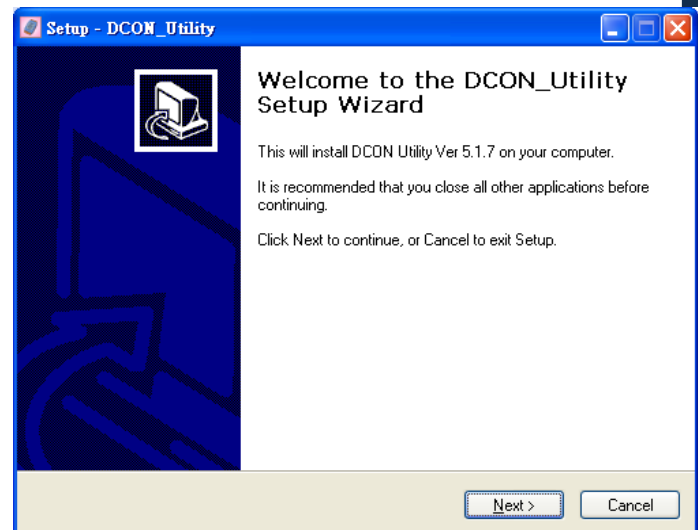 Setup - DCON_Utility
Welcome to the DCON_Utility
Setup Wizard
This will install DCON Utility Ver 5.1.7 on your computer.
It is recommended that you close all other applications before
continuing.
Click Next to continue, or Cancel to exit Setup.
Next >
Cancel